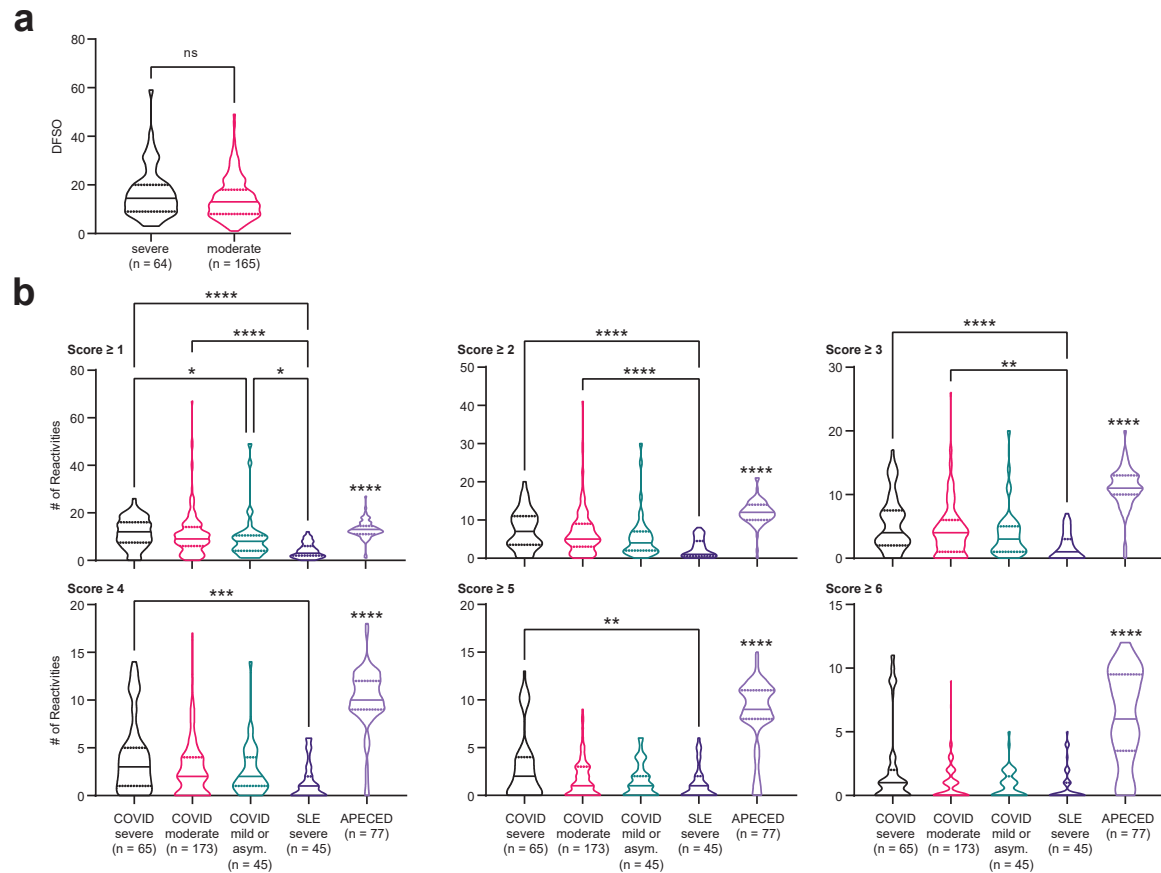 a
80
60
40
20
0
DFSO
ns
severe
(n = 64)
moderate
(n = 165)
b
Score ≥ 1
# of Reactivities
80
60
40
20
0
****
****
*
*
****
Score ≥ 2
50
40
30
20
10
0
****
****
****
Score ≥ 3
30
20
10
0
****
**
****
Score ≥ 4
# of Reactivities
20
15
10
5
0
***
****
COVID
severe
(n = 65)
COVID
moderate
(n = 173)
COVID
mild or
asym.
(n = 45)
SLE
severe
(n = 45)
APECED
(n = 77)
Score ≥ 5
20
15
10
5
0
**
****
COVID
severe
(n = 65)
COVID
moderate
(n = 173)
COVID
mild or
asym.
(n = 45)
SLE
severe
(n = 45)
APECED
(n = 77)
Score ≥ 6
15
10
5
0
****
COVID
severe
(n = 65)
COVID
moderate
(n = 173)
COVID
mild or
asym.
(n = 45)
SLE
severe
(n = 45)
APECED
(n = 77)